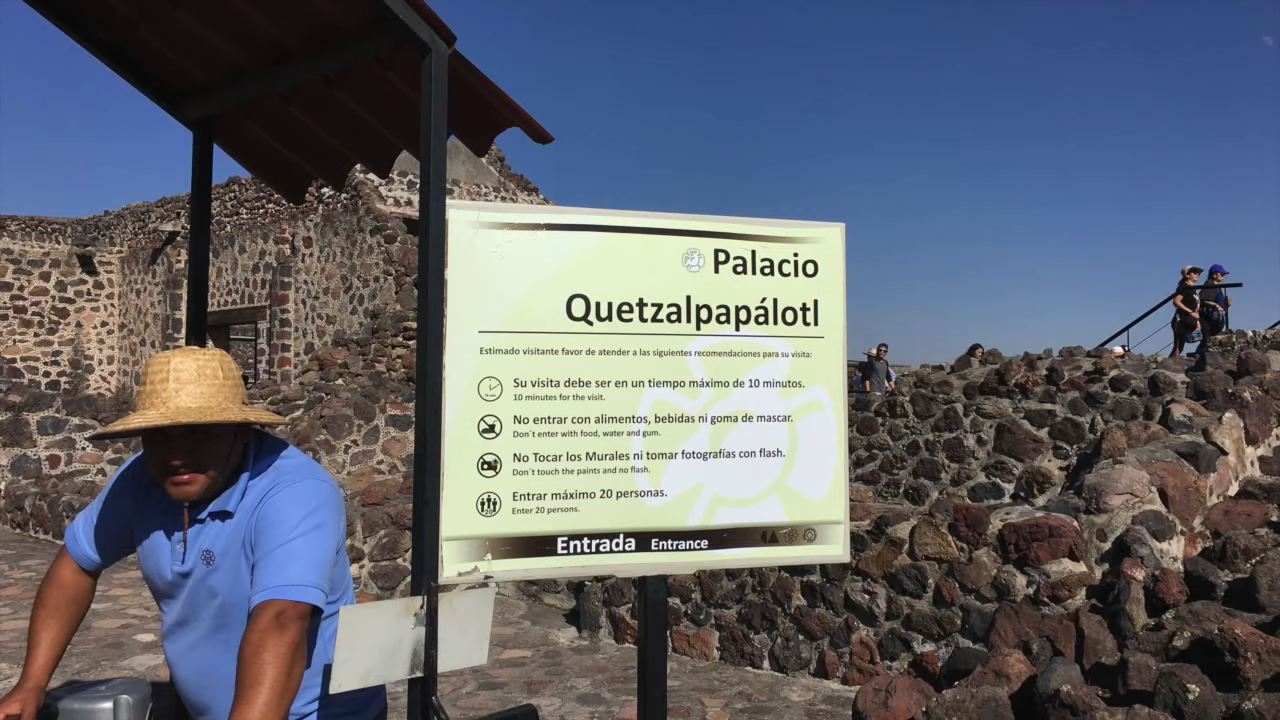 Palacio
Quetzalpapálotl
Estimado visitante favor de atender a las siguientes recomendaciones para su visita:
Su visita debe ser en un tiempo máximo de 10 minutos.
10 minutes for the visit.
No entrar con alimentos, bebidas ni goma de mascar.
Don´t enter with food, water and gum.
No Tocar los Murales ni tomar fotografías con flash.
Don´t touch the paints and no flash.
Entrar máximo 20 personas.
Enter 20 persons.
Entrada Entrance